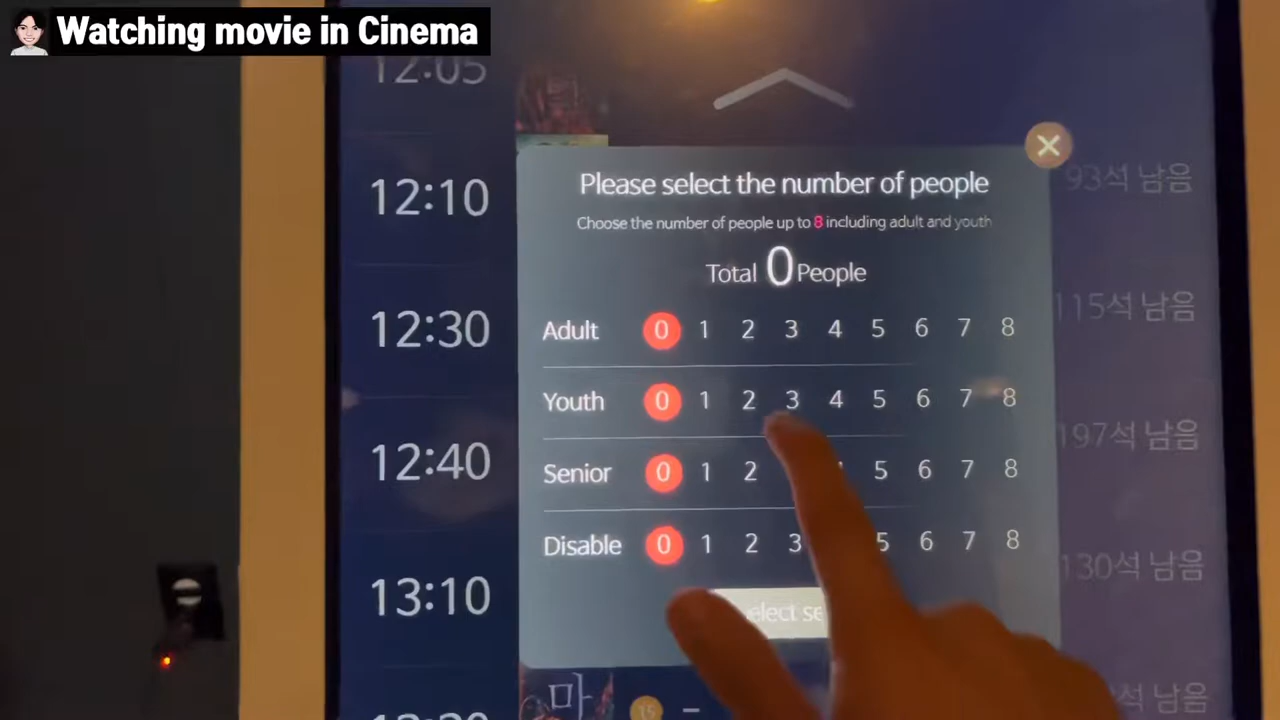 Watching movie in Cinema
12:05
12:10
93석 남음
12:30
115석 남음
12:40
197석 남음
13:10
130석 남음
Please select the number of people
Choose the number of people up to 8 including adult and youth
Total 0 People
Adult 0 1 2 3 4 5 6 7 8
Youth 0 1 2 3 4 5 6 7 8
Senior 0 1 2 5 6 7 8
Disable 0 1 2 3 5 6 7 8
마
15
석 남음